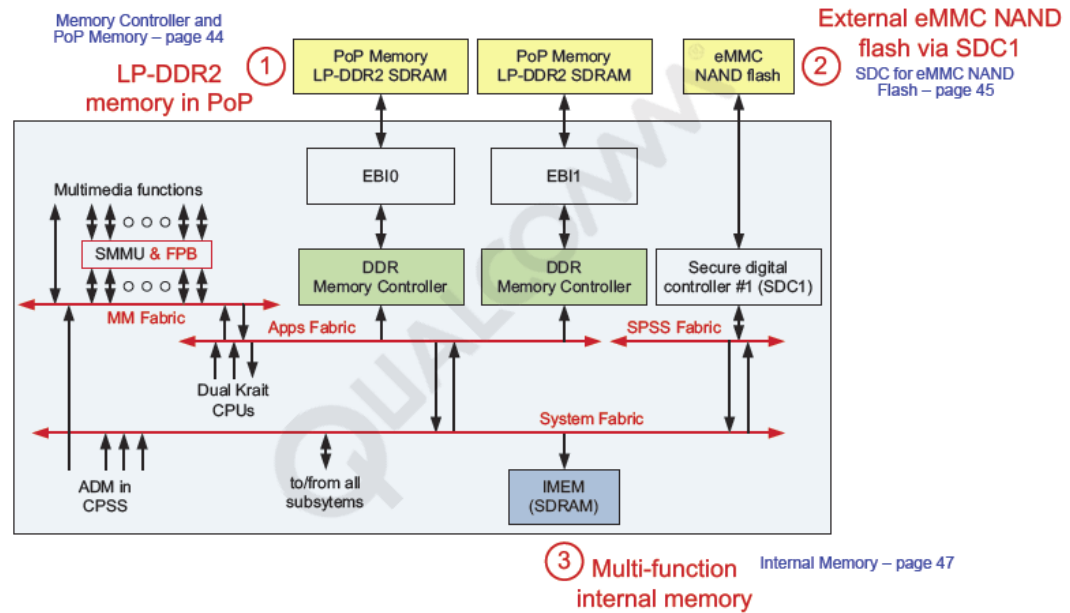 Memory Controller and
PoP Memory – page 44
1
LP-DDR2
memory in PoP
PoP Memory
LP-DDR2 SDRAM
PoP Memory
LP-DDR2 SDRAM
eMMC
NAND flash
2
External eMMC NAND
flash via SDC1
SDC for eMMC NAND
Flash – page 45
EBI0
EBI1
Multimedia functions
SMMU & FPB
DDR
Memory Controller
DDR
Memory Controller
Secure digital
controller #1 (SDC1)
MM Fabric
Apps Fabric
SPSS Fabric
Dual Krait
CPUs
System Fabric
ADM in
CPSS
to/from all
subsytems
IMEM
(SDRAM)
3
Multi-function
internal memory
Internal Memory – page 47
QUALCOMM®